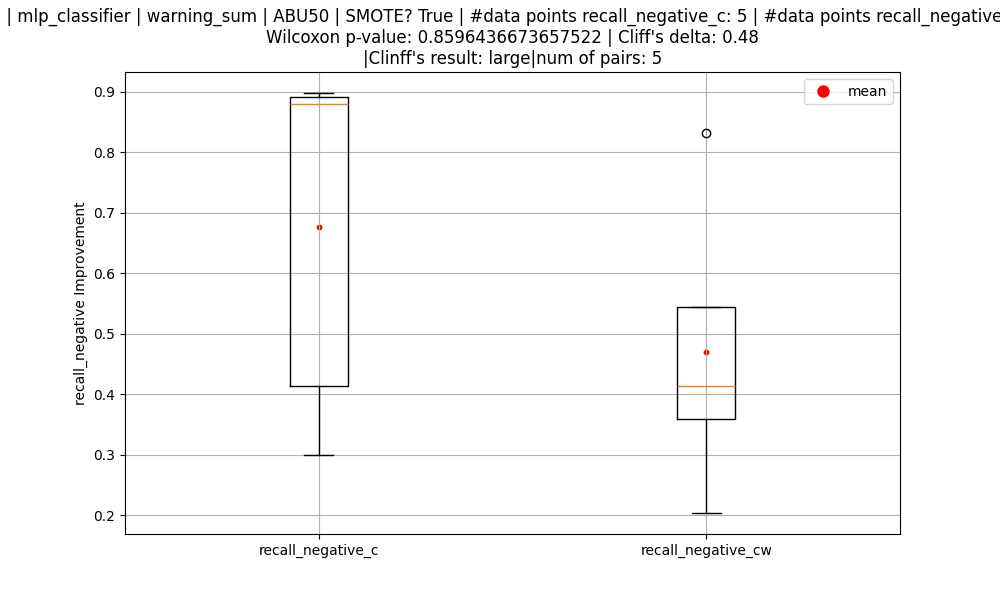 | mlp_classifier | warning_sum | ABU50 | SMOTE? True | #data points recall_negative_c: 5 | #data points recall_negative
Wilcoxon p-value: 0.8596436673657522 | Cliff's delta: 0.48
|Clinff's result: large|num of pairs: 5
mean
0.9
0.8
0.7
0.6
0.5
0.4
0.3
0.2
recall_negative Improvement
recall_negative_c
recall_negative_cw